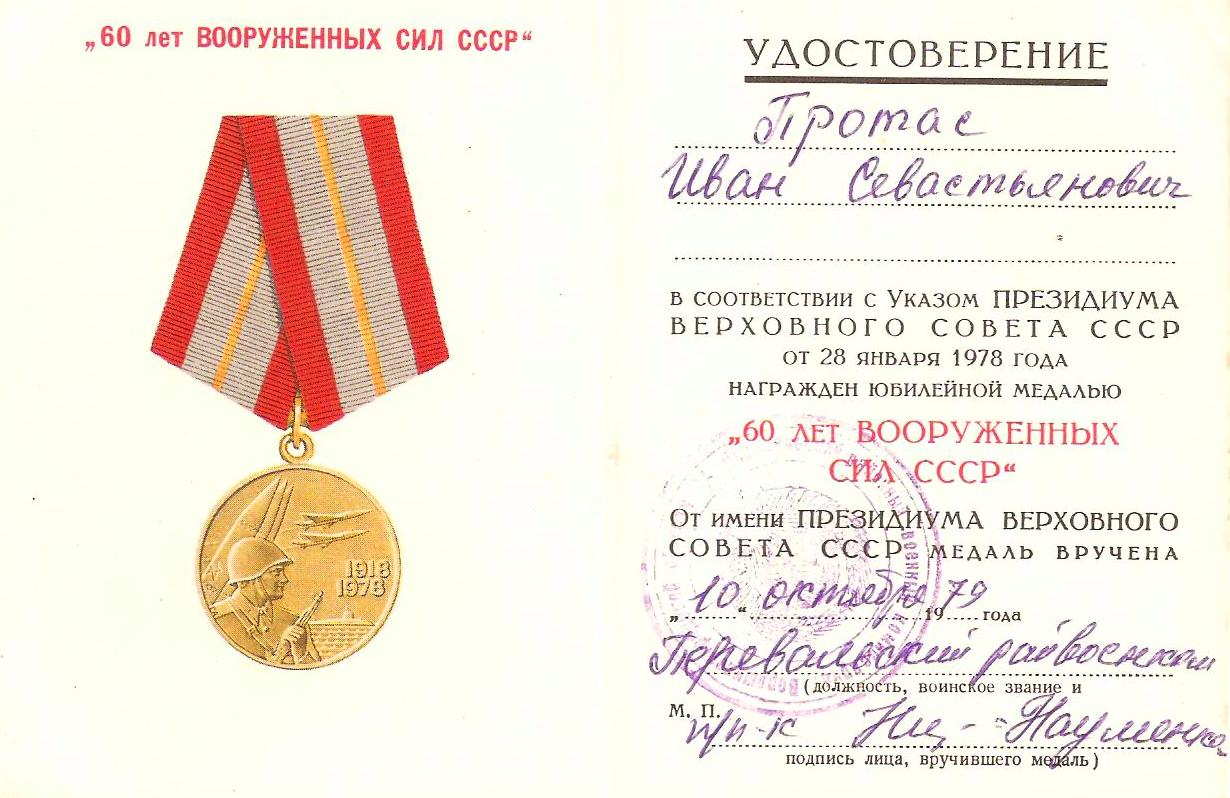 „60 лет ВООРУЖЕННЫХ СИЛ СССР“
1918
1978
УДОСТОВЕРЕНИЕ
Протас
Иван Севастьянович
В СООТВЕТСТВИИ С УКАЗОМ ПРЕЗИДИУМА
ВЕРХОВНОГО СОВЕТА СССР
ОТ 28 ЯНВАРЯ 1978 ГОДА
НАГРАЖДЕН ЮБИЛЕЙНОЙ МЕДАЛЬЮ
„60 ЛЕТ ВООРУЖЕННЫХ
СИЛ СССР“
ОТ ИМЕНИ ПРЕЗИДИУМА ВЕРХОВНОГО
СОВЕТА СССР МЕДАЛЬ ВРУЧЕНА
„10“ октября 1979 года
Перевальский райвоенком
(должность, воинское звание и
М. П.
п/п-к Науменко
подпись лица, вручившего медаль)